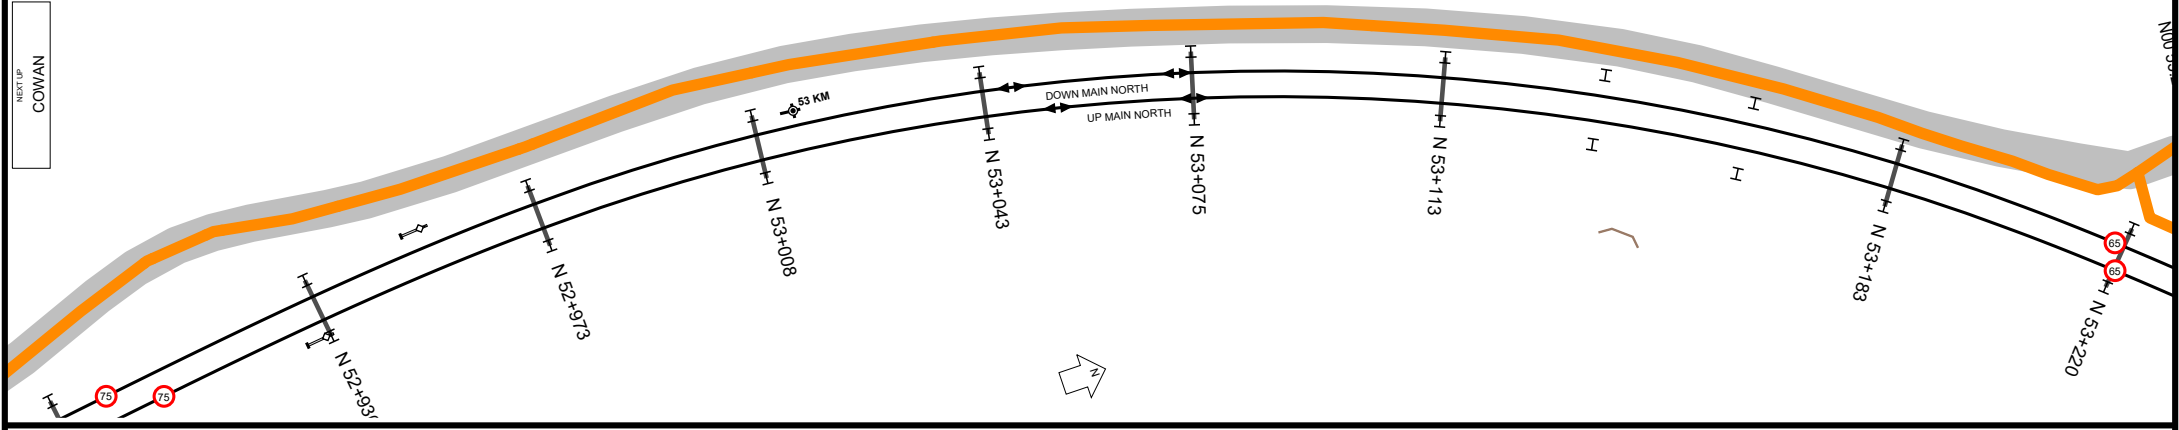 NEXT UP
COWAN
53 KM
DOWN MAIN NORTH
UP MAIN NORTH
N 52+973
N 53+008
N 53+043
N 53+075
N 53+113
N 53+183
N 53+220
75
75
65
65
N